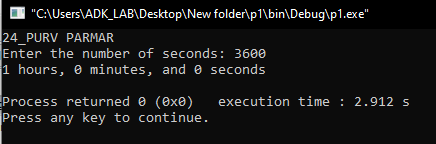 "C:\Users\ADK_LAB\Desktop\New folder\p1\bin\Debug\p1.exe"
24_PURV PARMAR
Enter the number of seconds: 3600
1 hours, 0 minutes, and 0 seconds
Process returned 0 (0x0)   execution time : 2.912 s
Press any key to continue.